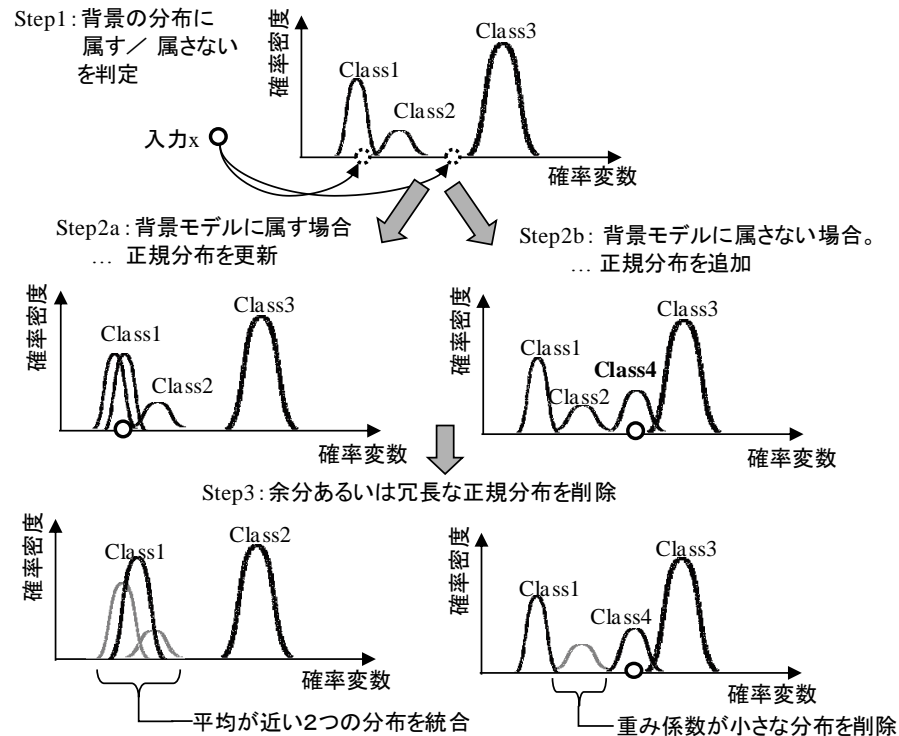 Step1：背景の分布に
属す／ 属さない
を判定
確率密度
Class1
Class2
Class3
入力x
確率変数
Step2a：背景モデルに属す場合
… 正規分布を更新
Step2b： 背景モデルに属さない場合。
… 正規分布を追加
確率密度
Class1
Class2
Class3
確率変数
確率密度
Class1
Class2
Class4
Class3
確率変数
Step3：余分あるいは冗長な正規分布を削除
確率密度
Class1
Class2
確率変数
平均が近い２つの分布を統合
確率密度
Class1
Class4
Class3
確率変数
重み係数が小さな分布を削除